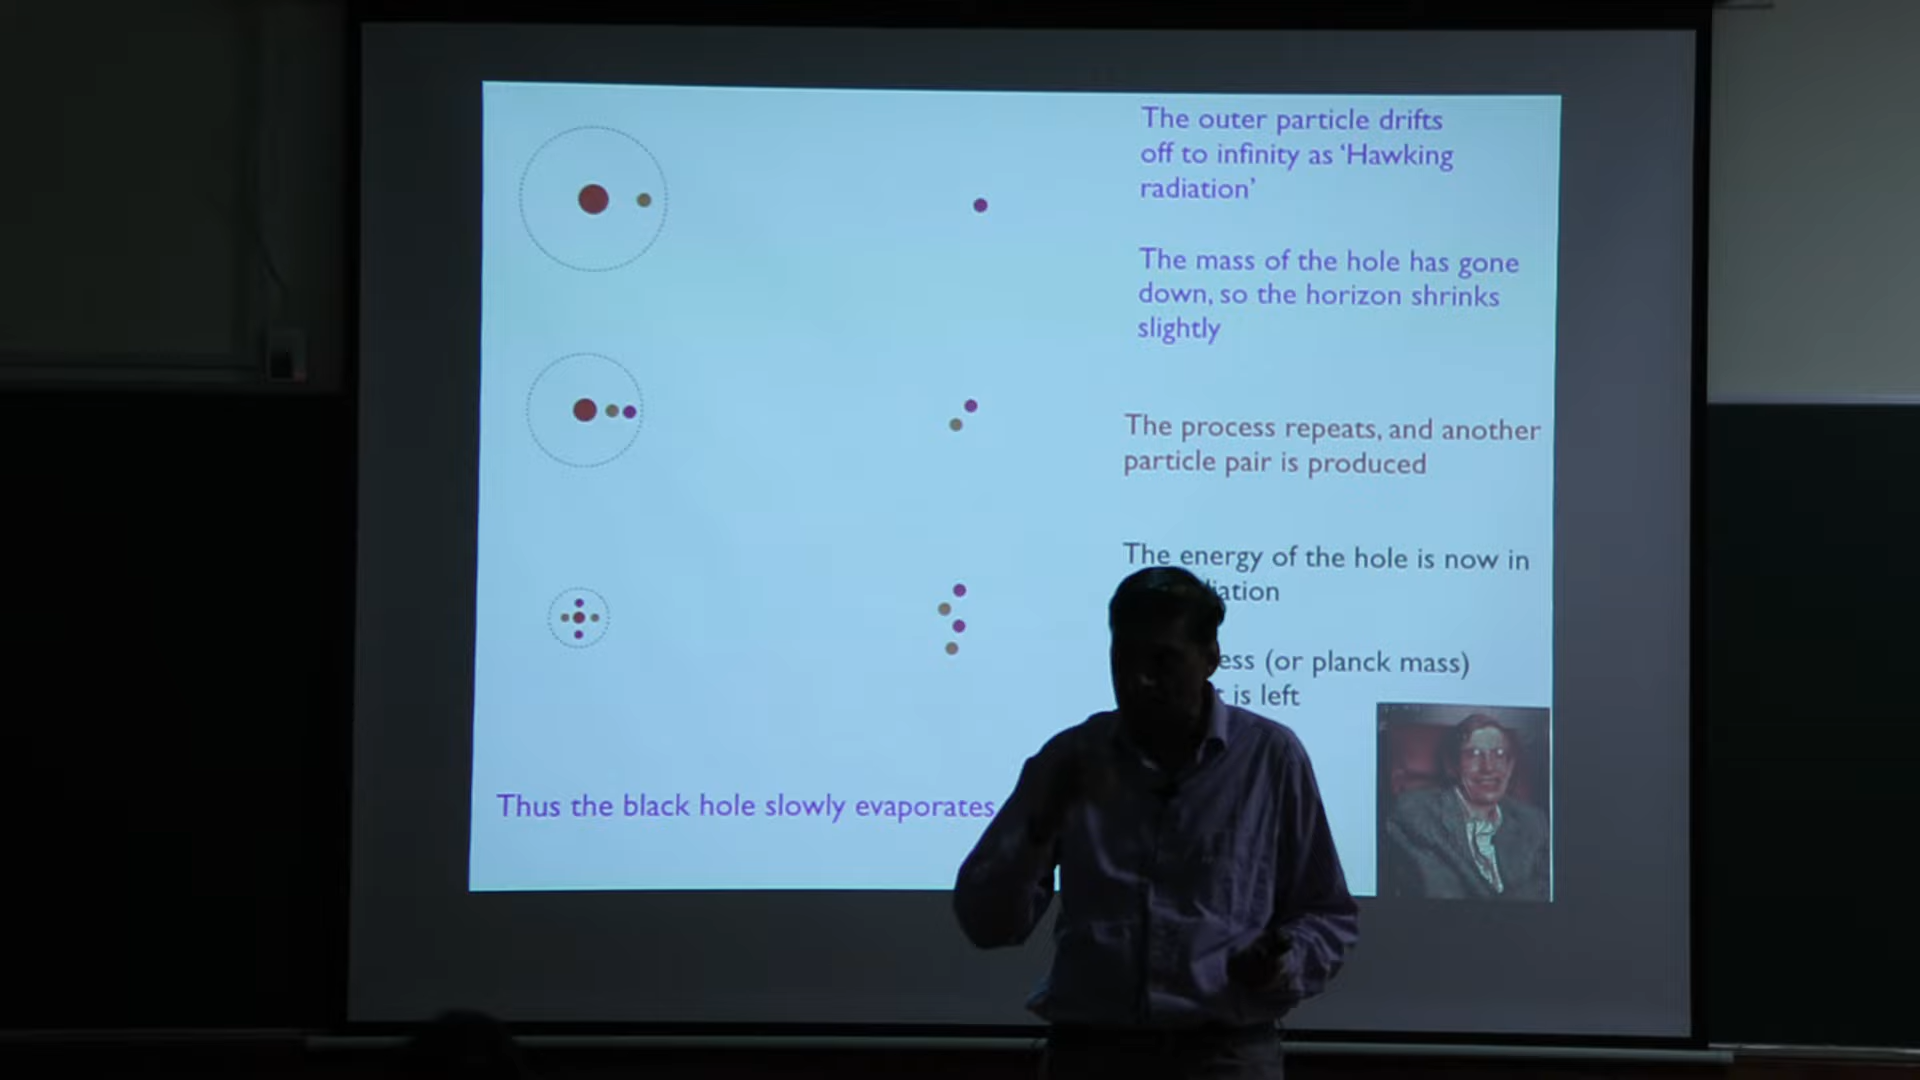 The outer particle drifts
off to infinity as ‘Hawking
radiation’
The mass of the hole has gone
down, so the horizon shrinks
slightly
The process repeats, and another
particle pair is produced
The energy of the hole is now in
(or planck mass)
is left
Thus the black hole slowly evaporates